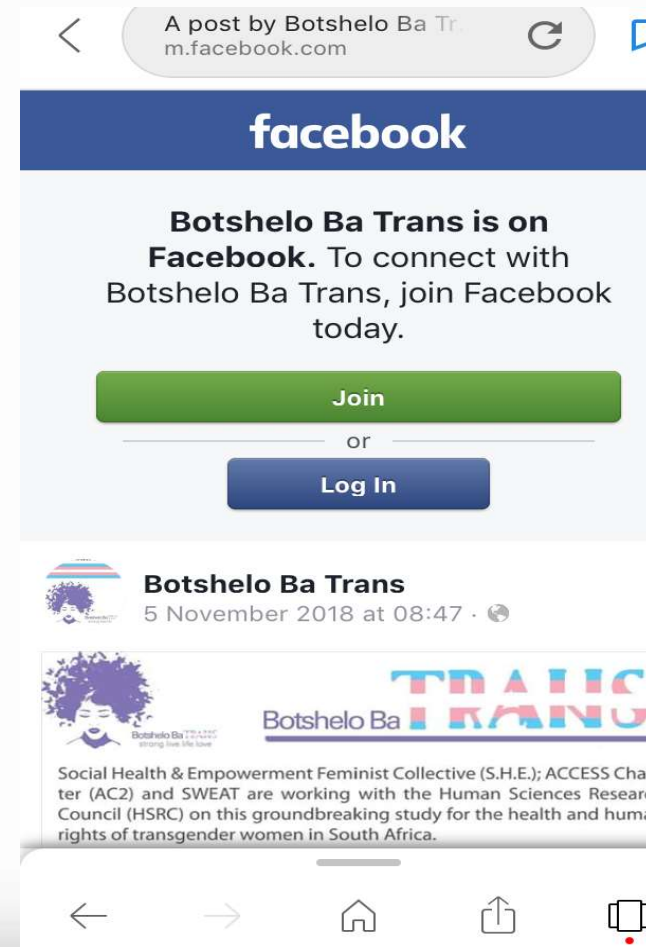 A post by Botshelo Ba Tr
m.facebook.com
facebook
Botshelo Ba Trans is on
Facebook. To connect with
Botshelo Ba Trans, join Facebook
today.
Join
or
Log In
Botshelo Ba Trans
5 November 2018 at 08:47 ·
Botshelo Ba TRANS
strong live life love
Botshelo Ba TRANS
Social Health & Empowerment Feminist Collective (S.H.E.); ACCESS Cha
ter (AC2) and SWEAT are working with the Human Sciences Resear
Council (HSRC) on this groundbreaking study for the health and huma
rights of transgender women in South Africa.